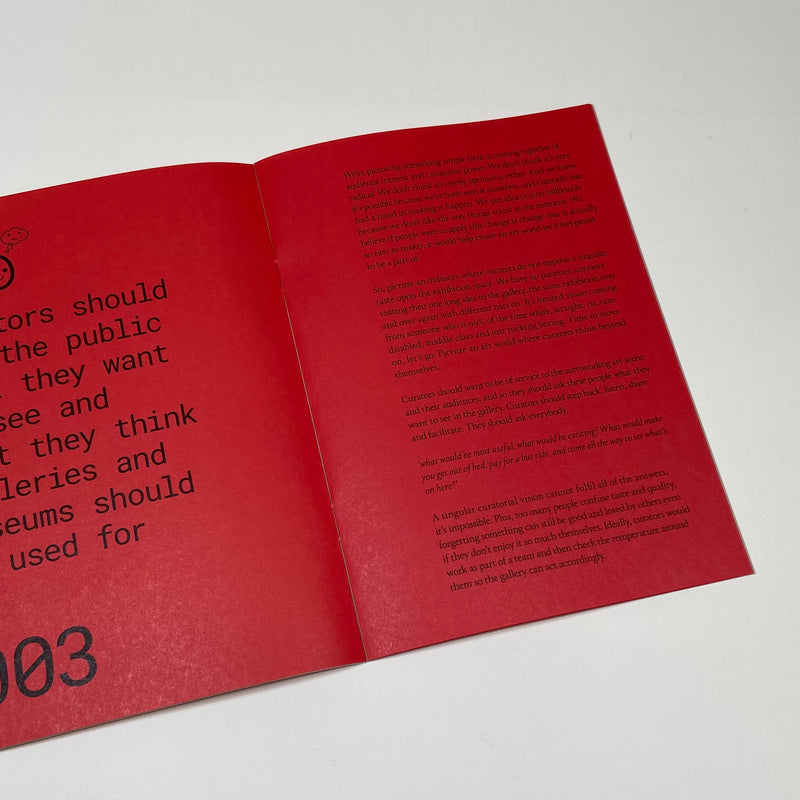 ators should
the public
they want
see and
t they think
leries and
seums should
used for
003
We're picturing something simple here, a coming together of
audience interest and curatorial power. We don't think it's very
radical. We don't think it's overly optimistic either. And we know
it's possible because we've both seen it ourselves, and Gabrielle has
had a hand in making it happen. We put idea 001 on billboards
because we don't like the way things stand at the moment. We
believe if people were to apply this change (a change that is actually
so easy to make), it would help create an art world we'd feel proud
to be a part of.
So, picture an industry where curators do not impose a singular
taste upon the exhibition space. We have no patience anymore
visiting their one long idea in the gallery, the same exhibition over
and over again with different hats on. It's limited vision coming
from someone who is 99% of the time white, straight, cis, non-
disabled, middle class and just fucking boring. Time to move
on, let's go. Picture an art world where curators think beyond
themselves.
Curators should want to be of service to the surrounding art scene
and their audiences, and so they should ask these people what they
want to see in the gallery. Curators should step back, listen, share
and facilitate. They should ask everybody,
'what would be most useful, what would be exciting? What would make
you get out of bed, pay for a bus ride, and come all the way to see what's
on here?'
A singular curatorial vision cannot fulfil all of the answers,
it's impossible. Plus, too many people confuse taste and quality,
forgetting something can still be good and loved by others even
if they don't enjoy it so much themselves. Ideally, curators would
work as part of a team and then check the temperature around
them so the gallery can act accordingly.